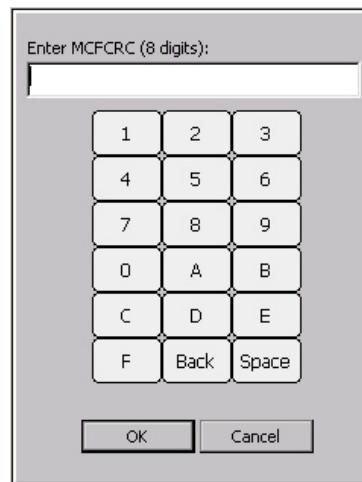 Enter MCFCRC (8 digits):
1 2 3
4 5 6
7 8 9
0 A B
C D E
F Back Space
OK Cancel